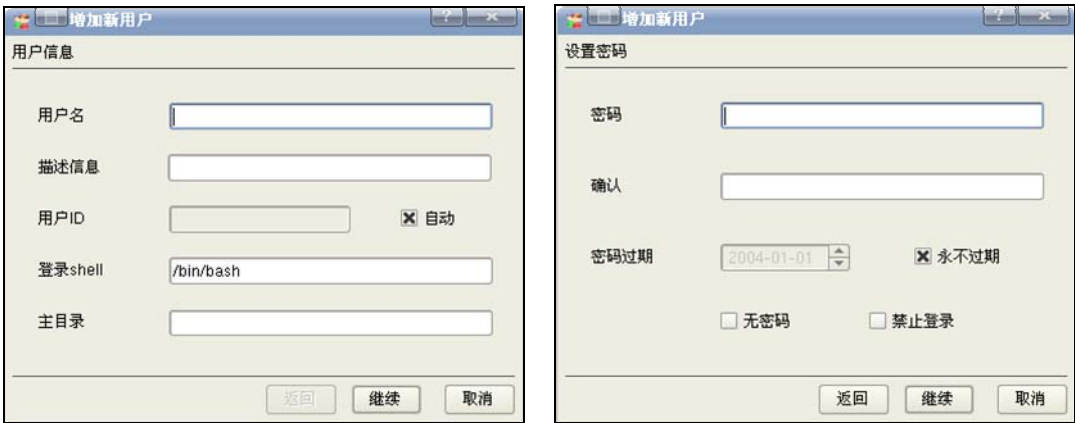 增加新用户
用户信息
用户名
描述信息
用户ID
自动
登录shell
/bin/bash
主目录
返回
继续
取消
增加新用户
设置密码
密码
确认
密码过期
2004-01-01
永不过期
无密码
禁止登录
返回
继续
取消